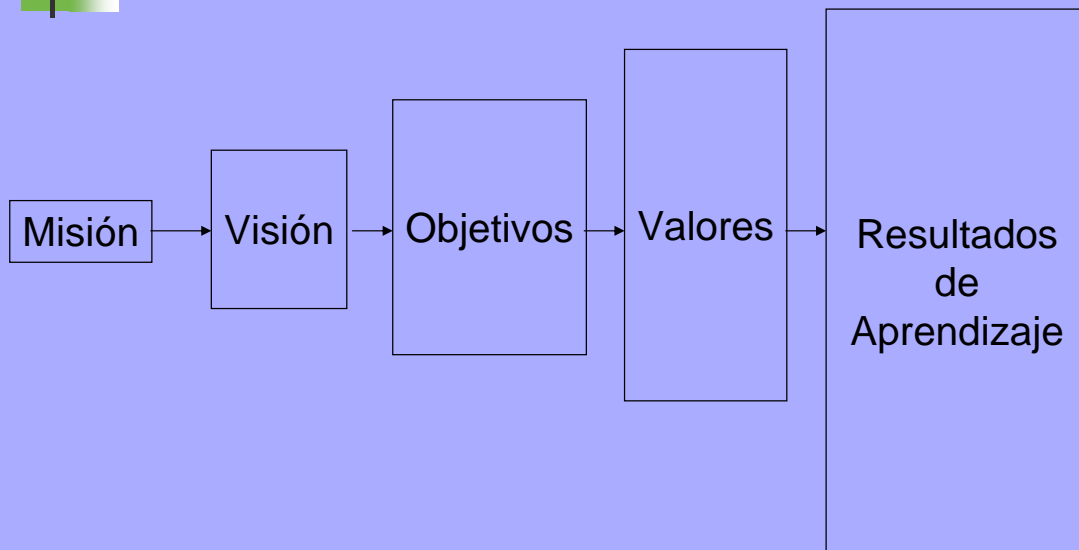 Misión
Visión
Objetivos
Valores
Resultados
de
Aprendizaje